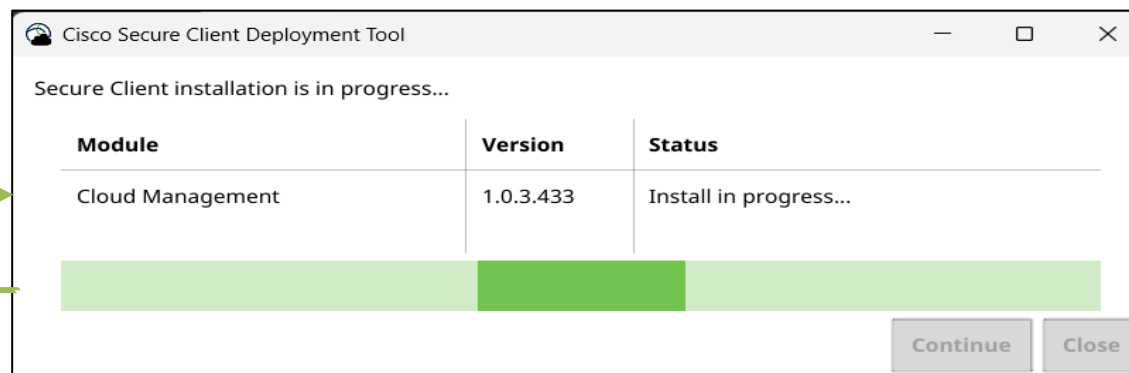 Cisco Secure Client Deployment Tool
Secure Client installation is in progress...
Module Version Status
Cloud Management 1.0.3.433 Install in progress...
Continue Close